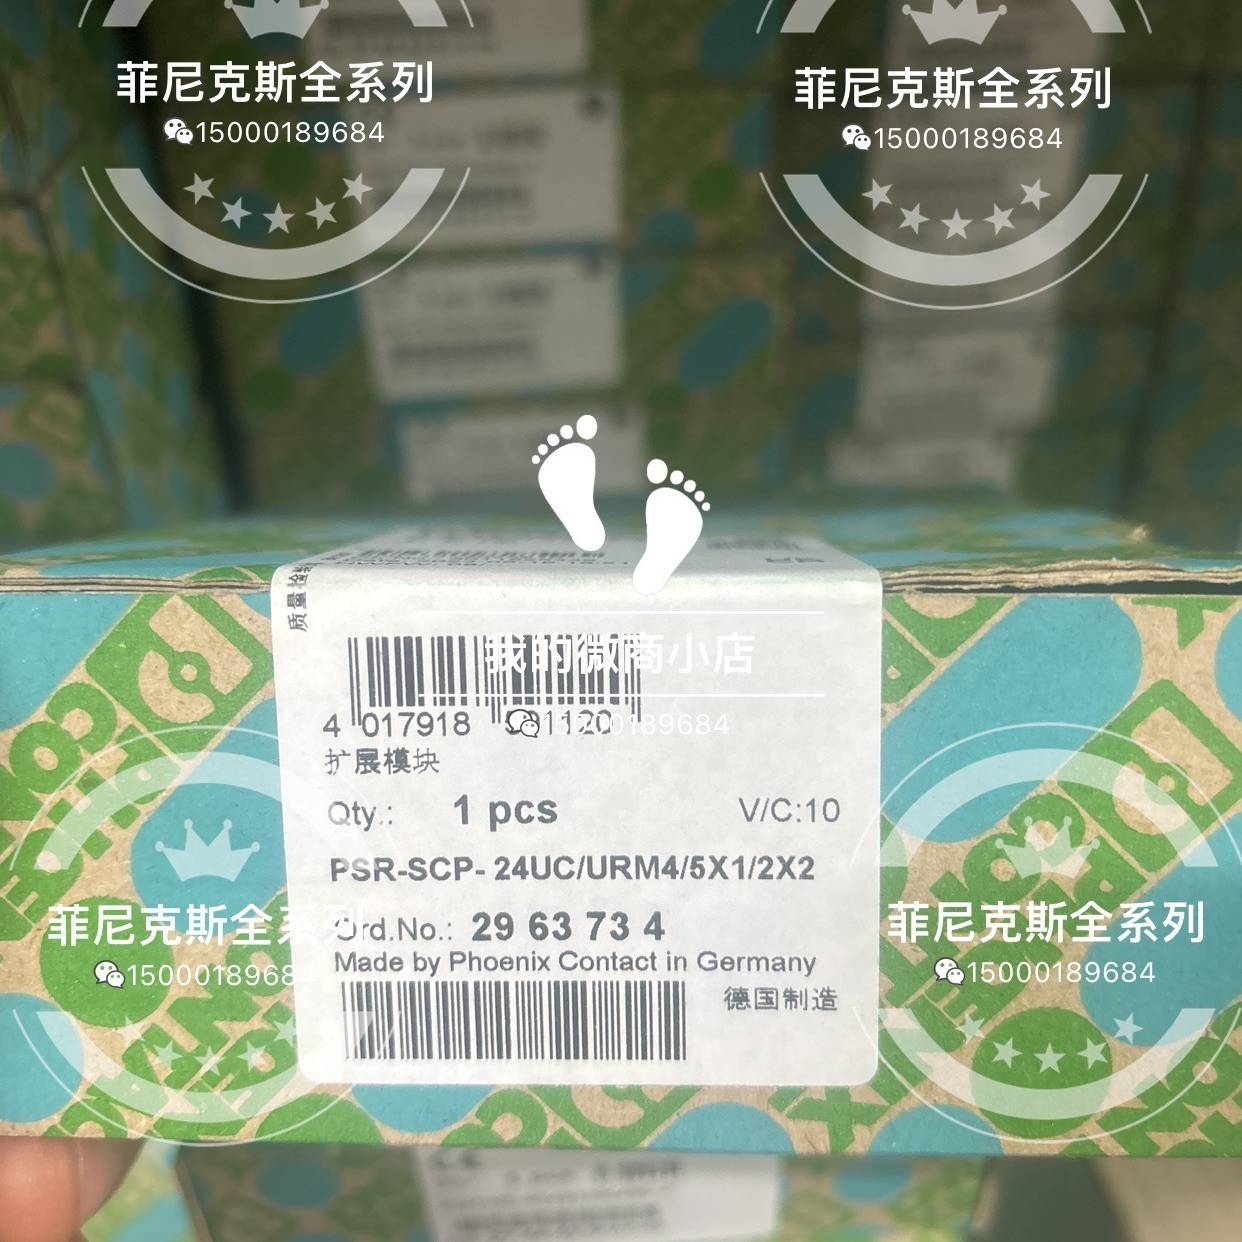 菲尼克斯全系列
15000189684
菲尼克斯全系列
15000189684
质量检
我的微商小店
15000189684
4 017918
扩展模块
Qty.: 1 pcs V/C:10
PSR-SCP- 24UC/URM4/5X1/2X2
Ord.No.: 29 63 73 4
Made by Phoenix Contact in Germany
德国制造
菲尼克斯全系列
15000189684
菲尼克斯全系列
15000189684